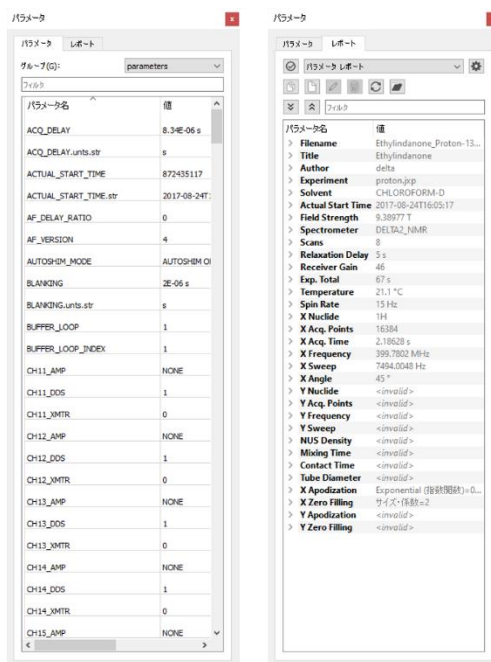 パラメータ
x
パラメータ レポート
グループ(G): parameters
フィルタ
パラメータ名 値
ACQ_DELAY 8.34E-06 s
ACQ_DELAY.unts.str s
ACTUAL_START_TIME 872435117
ACTUAL_START_TIME.str 2017-08-24T:
AF_DELAY_RATIO 0
AF_VERSION 4
AUTOSHIM_MODE AUTOSHIM OI
BLANKING 2E-06 s
BLANKING.unts.str s
BUFFER_LOOP 1
BUFFER_LOOP_INDEX 1
CH11_AMP NONE
CH11_DDS 1
CH11_XMTR 0
CH12_AMP NONE
CH12_DDS 1
CH12_XMTR 0
CH13_AMP NONE
CH13_DDS 1
CH13_XMTR 0
CH14_AMP NONE
CH14_DDS 1
CH14_XMTR 0
CH15_AMP NONE
パラメータ
パラメータ レポート
パラメータ レポート
フィルタ
パラメータ名 値
Filename Ethylindanone_Proton-13...
Title Ethylindanone
Author delta
Experiment proton.jxp
Solvent CHLOROFORM-D
Actual Start Time 2017-08-24T16:05:17
Field Strength 9.38977 T
Spectrometer DELTA2_NMR
Scans 8
Relaxation Delay 5 s
Receiver Gain 46
Exp. Total 67 s
Temperature 21.1 °C
Spin Rate 15 Hz
X Nuclide 1H
X Acq. Points 16384
X Acq. Time 2.18628 s
X Frequency 399.7802 MHz
X Sweep 7494.0048 Hz
X Angle 45 °
Y Nuclide <invalid>
Y Acq. Points <invalid>
Y Frequency <invalid>
Y Sweep <invalid>
NUS Density <invalid>
Mixing Time <invalid>
Contact Time <invalid>
Tube Diameter <invalid>
X Apodization Exponential (指数関数)=0...
X Zero Filling サイズ・係数=2
Y Apodization <invalid>
Y Zero Filling <invalid>